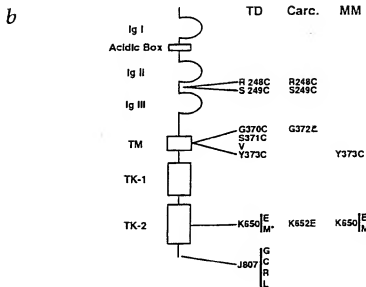 b
TD Carc. MM
Ig I
Acidic Box
Ig II
R 248C R248C
S 249C S249C
Ig III
G370C G372C
S371C
TM V
Y373C Y373C
TK-1
TK-2 K650 E M* K652E K650 E M
J807 G C R L